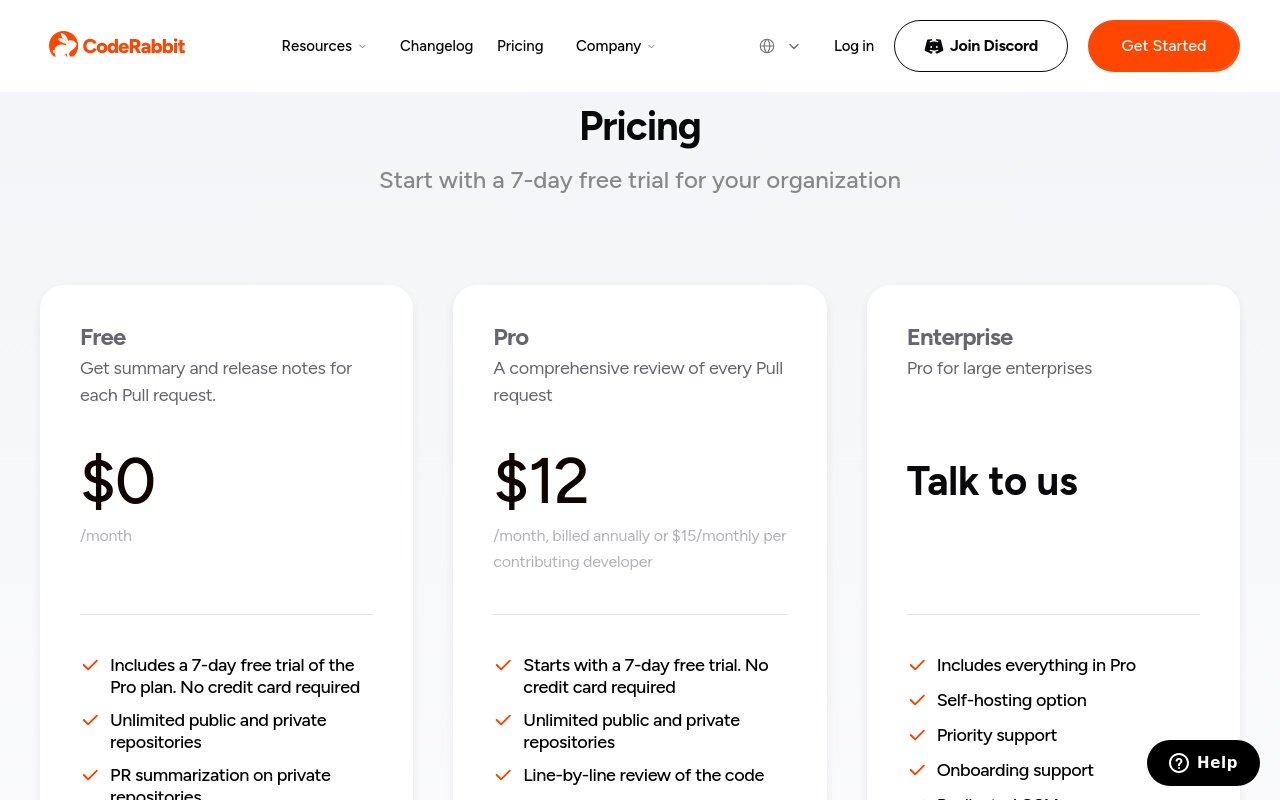 CodeRabbit
Resources
Changelog
Pricing
Company
Log in
Join Discord
Get Started
Pricing
Start with a 7-day free trial for your organization
Free
Get summary and release notes for
each Pull request.
$0
/month
Includes a 7-day free trial of the
Pro plan. No credit card required
Unlimited public and private
repositories
PR summarization on private
repositories
Pro
A comprehensive review of every Pull
request
$12
/month, billed annually or $15/monthly per
contributing developer
Starts with a 7-day free trial. No
credit card required
Unlimited public and private
repositories
Line-by-line review of the code
Enterprise
Pro for large enterprises
Talk to us
Includes everything in Pro
Self-hosting option
Priority support
Onboarding support
Help